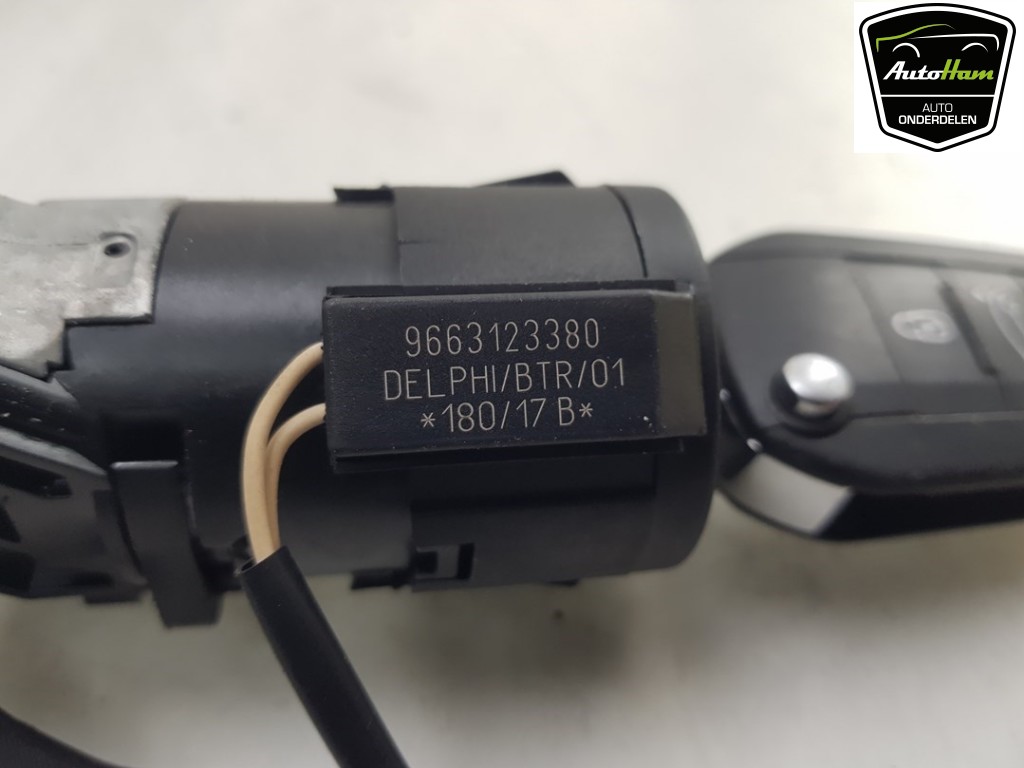 AutoHam
AUTO
ONDERDELEN
9663123380
DELPHI/BTR/01
*180/17 B*